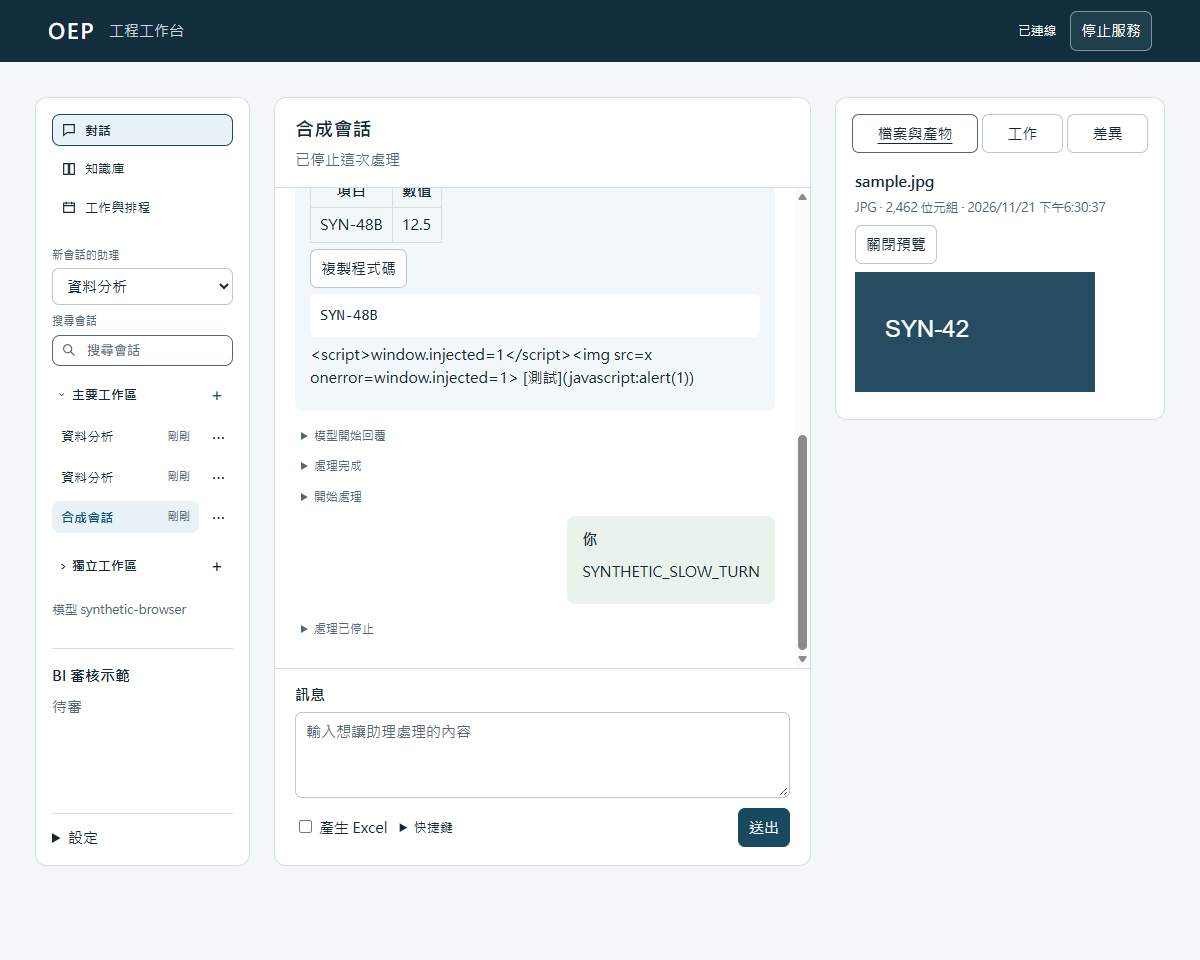 OEP 工程工作台
已連線
停止服務
對話
知識庫
工作與排程
新會話的助理
資料分析
搜尋會話
搜尋會話
主要工作區 +
資料分析 剛剛 ...
資料分析 剛剛 ...
合成會話 剛剛 ...
獨立工作區 +
模型 synthetic-browser
BI 審核示範
待審
設定
合成會話
已停止這次處理
項目 數值
SYN-48B 12.5
複製程式碼
SYN-48B
<script>window.injected=1</script><img src=x
onerror=window.injected=1> [測試](javascript:alert(1))
模型開始回覆
處理完成
開始處理
你
SYNTHETIC_SLOW_TURN
處理已停止
訊息
輸入想讓助理處理的內容
產生 Excel
快捷鍵
送出
檔案與產物 工作 差異
sample.jpg
JPG · 2,462 位元組 · 2026/11/21 下午6:30:37
關閉預覽
SYN-42